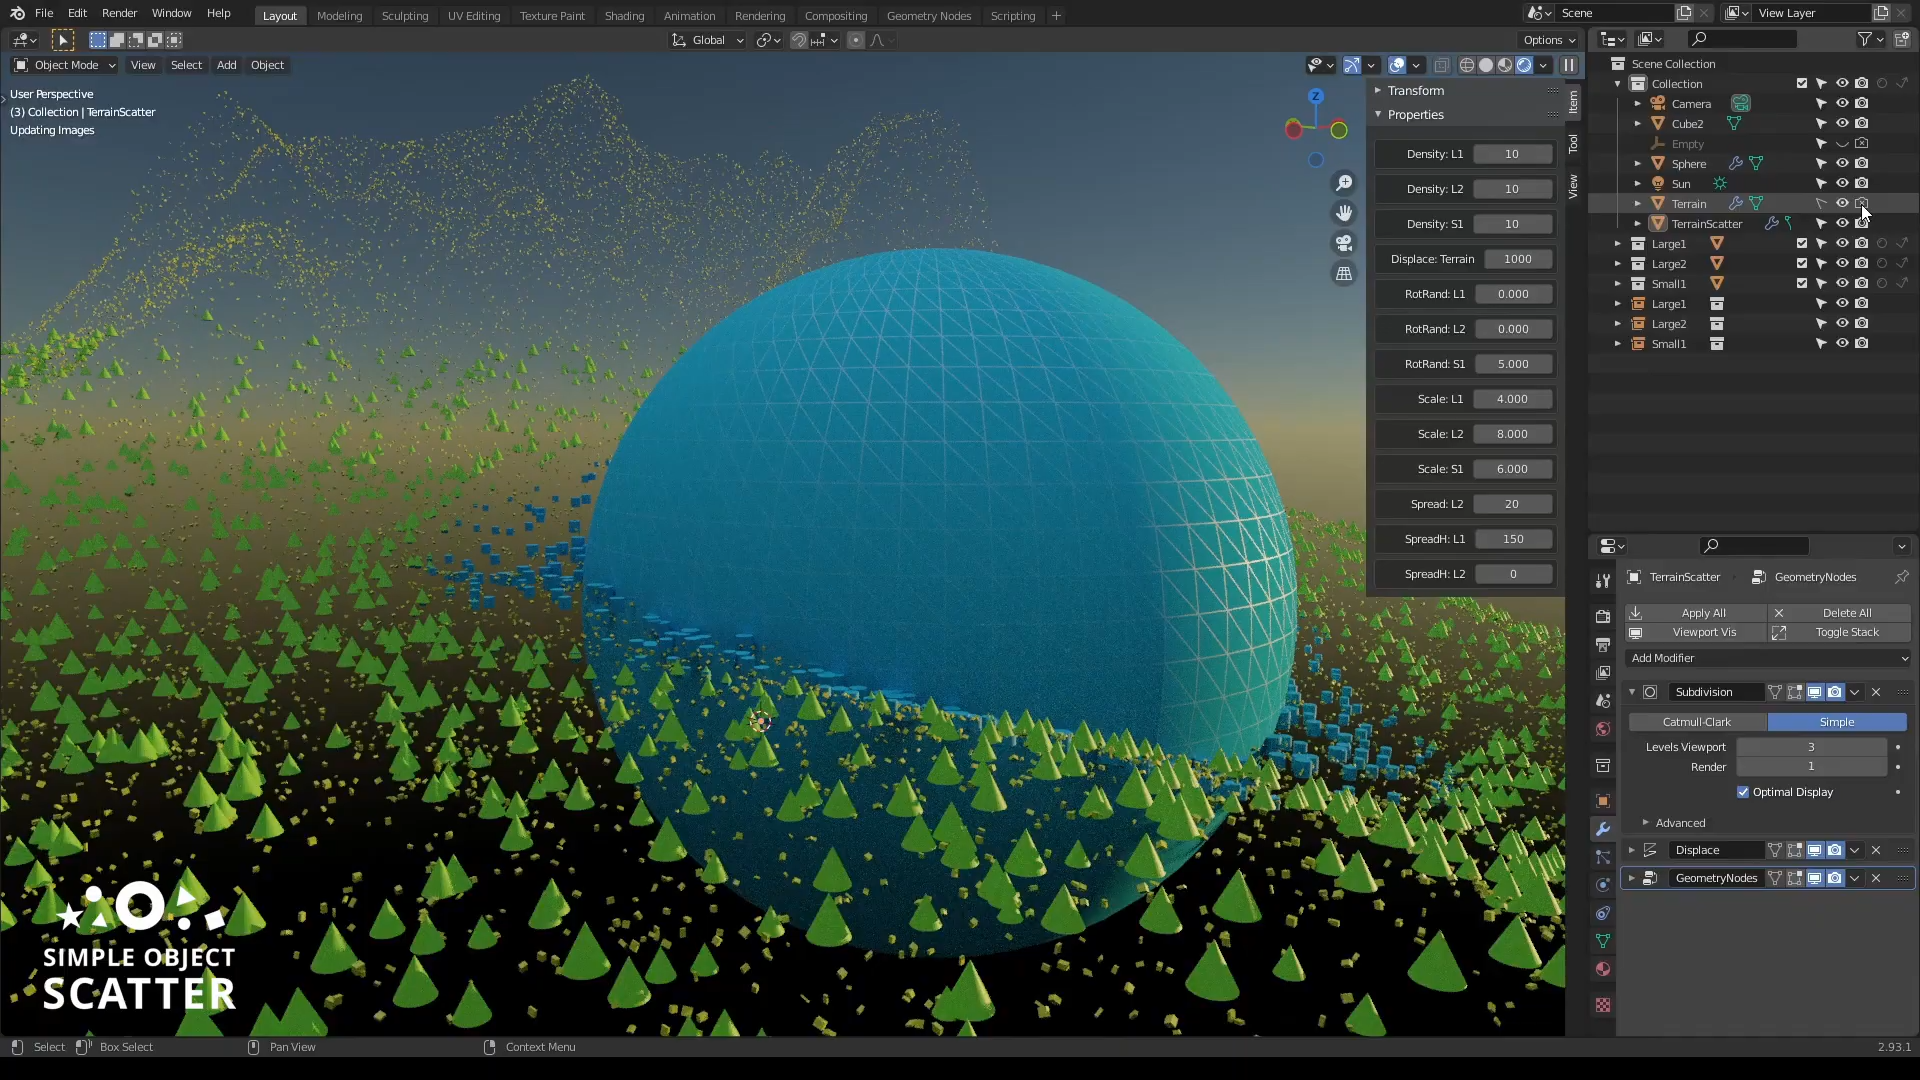 File Edit Render Window Help
Layout Modeling Sculpting UV Editing Texture Paint Shading Animation Rendering Compositing Geometry Nodes Scripting +
Scene
View Layer
Global
Options
Object Mode View Select Add Object
User Perspective
(3) Collection | TerrainScatter
Updating Images
Z
Transform
Properties
Density: L1 10
Density: L2 10
Density: S1 10
Displace: Terrain 1000
RotRand: L1 0.000
RotRand: L2 0.000
RotRand: S1 5.000
Scale: L1 4.000
Scale: L2 8.000
Scale: S1 6.000
Spread: L2 20
SpreadH: L1 150
SpreadH: L2 0
Item
Tool
View
Scene Collection
Collection
Camera
Cube2
Empty
Sphere
Sun
Terrain
TerrainScatter
Large1
Large2
Small1
Large1
Large2
Small1
TerrainScatter GeometryNodes
Apply All Delete All
Viewport Vis Toggle Stack
Add Modifier
Subdivision
Catmull-Clark Simple
Levels Viewport 3
Render 1
Optimal Display
Advanced
Displace
GeometryNodes
SIMPLE OBJECT
SCATTER
Select Box Select Pan View Context Menu
2.93.1